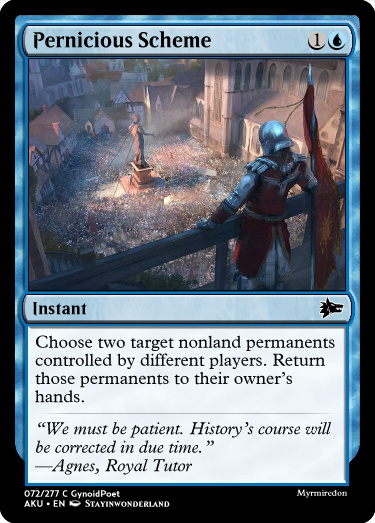 Pernicious Scheme 1
Instant
Choose two target nonland permanents
controlled by different players. Return
those permanents to their owner's
hands.
"We must be patient. History's course will
be corrected in due time."
—Agnes, Royal Tutor
072/277 C GynoidPoet
Myrmiredon
AKU • EN StayinWonderland